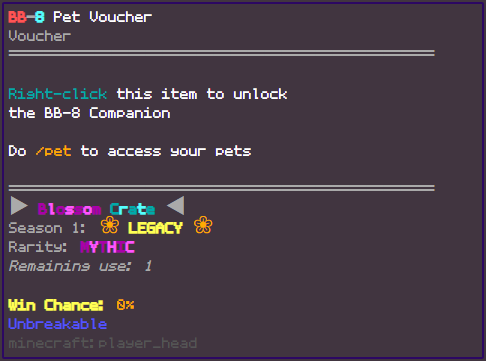 BB-8 Pet Voucher
Voucher
Right-click this item to unlock
the BB-8 Companion
Do /pet to access your pets
▶ Blossom Crate ◀
Season 1: ❀ LEGACY ❀
Rarity: MYTHIC
Remaining use: 1
Win Chance: 0%
Unbreakable
minecraft:player_head